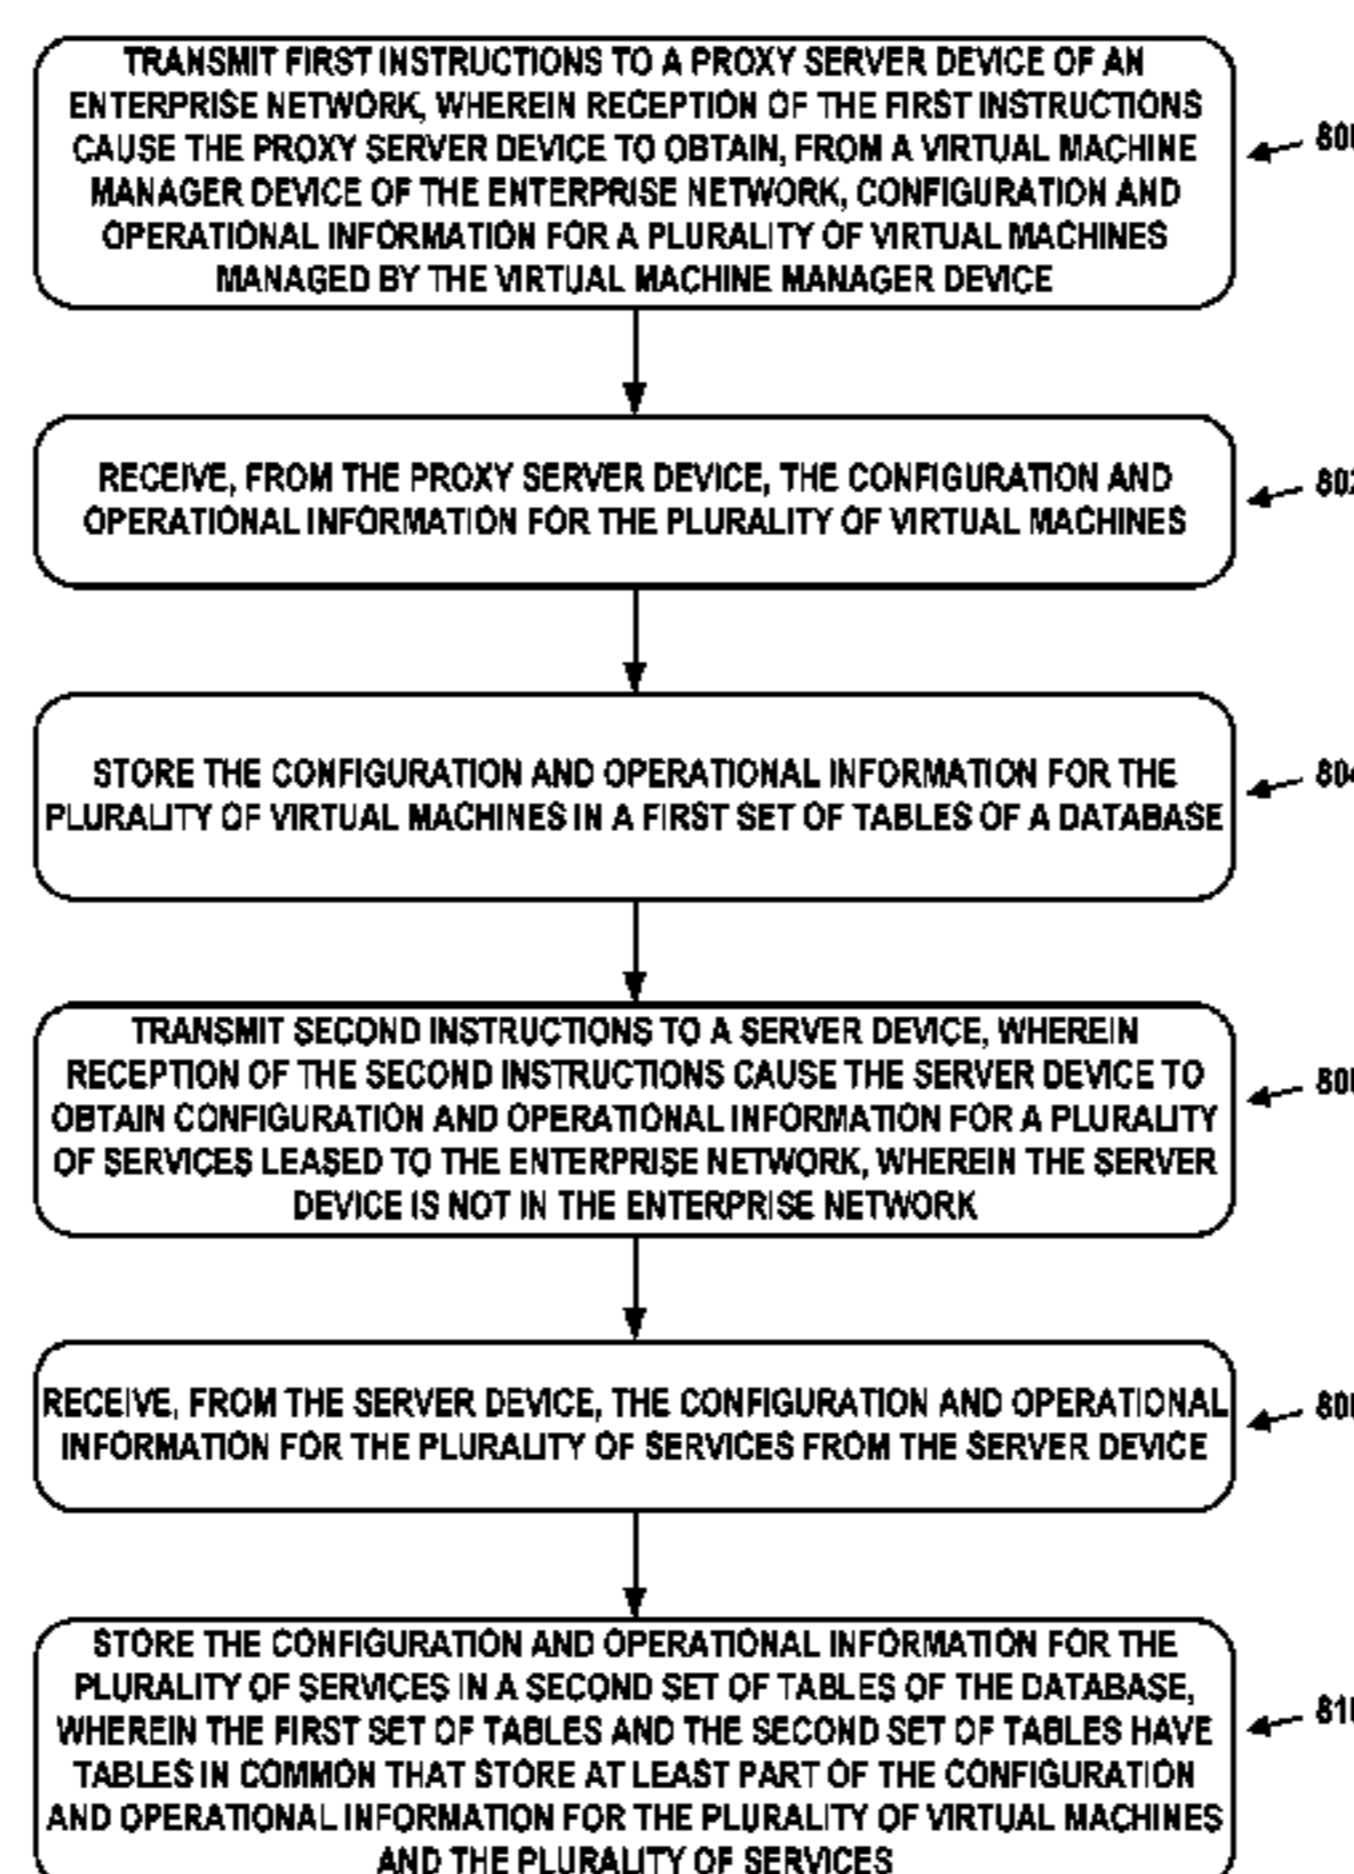 TRANSMIT FIRST INSTRUCTIONS TO A PROXY SERVER DEVICE OF AN
ENTERPRISE NETWORK, WHEREIN RECEPTION OF THE FIRST INSTRUCTIONS
CAUSE THE PROXY SERVER DEVICE TO OBTAIN, FROM A VIRTUAL MACHINE
MANAGER DEVICE OF THE ENTERPRISE NETWORK, CONFIGURATION AND
OPERATIONAL INFORMATION FOR A PLURALITY OF VIRTUAL MACHINES
MANAGED BY THE VIRTUAL MACHINE MANAGER DEVICE
RECEIVE, FROM THE PROXY SERVER DEVICE, THE CONFIGURATION AND
OPERATIONAL INFORMATION FOR THE PLURALITY OF VIRTUAL MACHINES
802
STORE THE CONFIGURATION AND OPERATIONAL INFORMATION FOR THE
PLURALITY OF VIRTUAL MACHINES IN A FIRST SET OF TABLES OF A DATABASE
804
TRANSMIT SECOND INSTRUCTIONS TO A SERVER DEVICE, WHEREIN
RECEPTION OF THE SECOND INSTRUCTIONS CAUSE THE SERVER DEVICE TO
OBTAIN CONFIGURATION AND OPERATIONAL INFORMATION FOR A PLURALITY
OF SERVICES LEASED TO THE ENTERPRISE NETWORK, WHEREIN THE SERVER
DEVICE IS NOT IN THE ENTERPRISE NETWORK
RECEIVE, FROM THE SERVER DEVICE, THE CONFIGURATION AND OPERATIONAL
INFORMATION FOR THE PLURALITY OF SERVICES FROM THE SERVER DEVICE
STORE THE CONFIGURATION AND OPERATIONAL INFORMATION FOR THE
PLURALITY OF SERVICES IN A SECOND SET OF TABLES OF THE DATABASE,
WHEREIN THE FIRST SET OF TABLES AND THE SECOND SET OF TABLES HAVE
TABLES IN COMMON THAT STORE AT LEAST PART OF THE CONFIGURATION
AND OPERATIONAL INFORMATION FOR THE PLURALITY OF VIRTUAL MACHINES
AND THE PLURALITY OF SERVICES